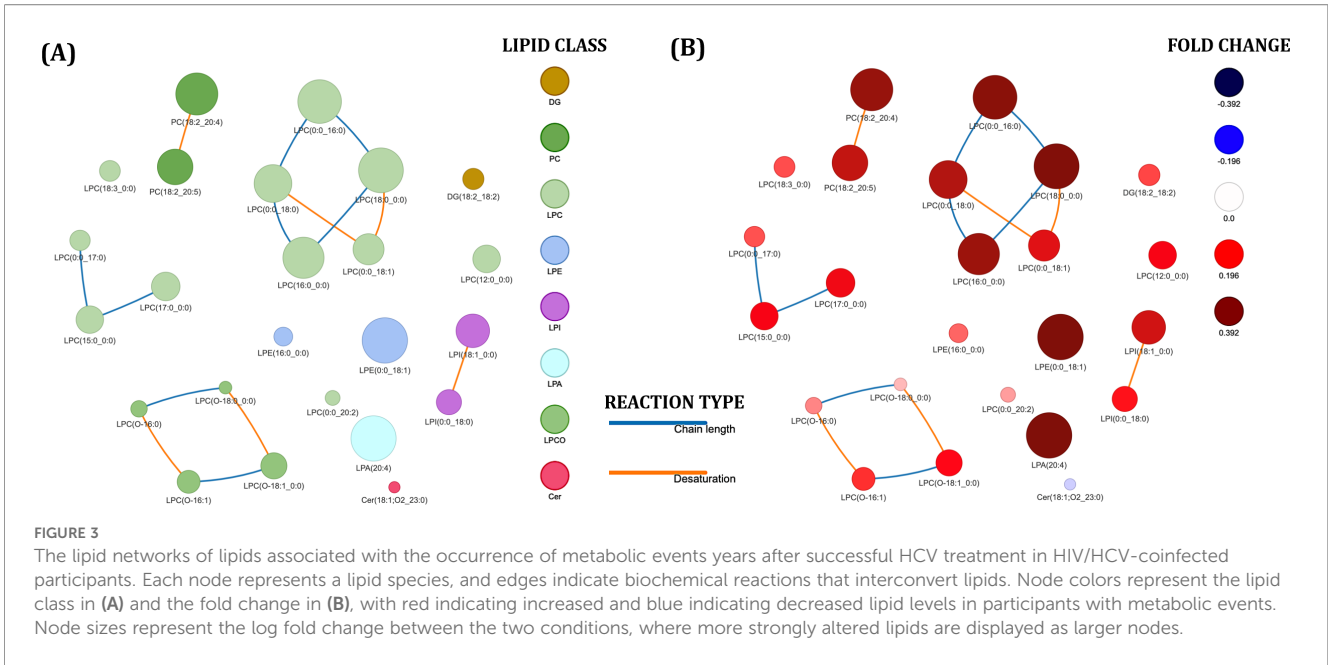 (A)
LIPID CLASS
DG
PC
LPC
LPE
LPI
LPA
LPCO
Cer
PC(18:2_20:4)
LPC(0:0_16:0)
LPC(18:3_0:0)
PC(18:2_20:5)
LPC(0:0_18:0)
LPC(18:0_0:0)
DG(18:2_18:2)
LPC(0:0_17:0)
LPC(16:0_0:0)
LPC(0:0_18:1)
LPC(12:0_0:0)
LPC(17:0_0:0)
LPC(15:0_0:0)
LPE(16:0_0:0)
LPE(0:0_18:1)
LPI(18:1_0:0)
LPC(O-18:0_0:0)
LPC(O-16:0)
LPC(0:0_20:2)
LPI(0:0_18:0)
LPA(20:4)
LPC(O-18:1_0:0)
LPC(O-16:1)
Cer(18:1;O2_23:0)
REACTION TYPE
Chain length
Desaturation
(B)
FOLD CHANGE
-0.392
-0.196
0.0
0.196
0.392
PC(18:2_20:4)
LPC(0:0_16:0)
LPC(18:3_0:0)
PC(18:2_20:5)
LPC(0:0_18:0)
LPC(18:0_0:0)
DG(18:2_18:2)
LPC(0:0_17:0)
LPC(16:0_0:0)
LPC(0:0_18:1)
LPC(12:0_0:0)
LPC(17:0_0:0)
LPC(15:0_0:0)
LPE(16:0_0:0)
LPE(0:0_18:1)
LPI(18:1_0:0)
LPC(O-18:0_0:0)
LPC(O-16:0)
LPC(0:0_20:2)
LPI(0:0_18:0)
LPA(20:4)
LPC(O-18:1_0:0)
LPC(O-16:1)
Cer(18:1;O2_23:0)
FIGURE 3
The lipid networks of lipids associated with the occurrence of metabolic events years after successful HCV treatment in HIV/HCV-coinfected
participants. Each node represents a lipid species, and edges indicate biochemical reactions that interconvert lipids. Node colors represent the lipid
class in (A) and the fold change in (B), with red indicating increased and blue indicating decreased lipid levels in participants with metabolic events.
Node sizes represent the log fold change between the two conditions, where more strongly altered lipids are displayed as larger nodes.